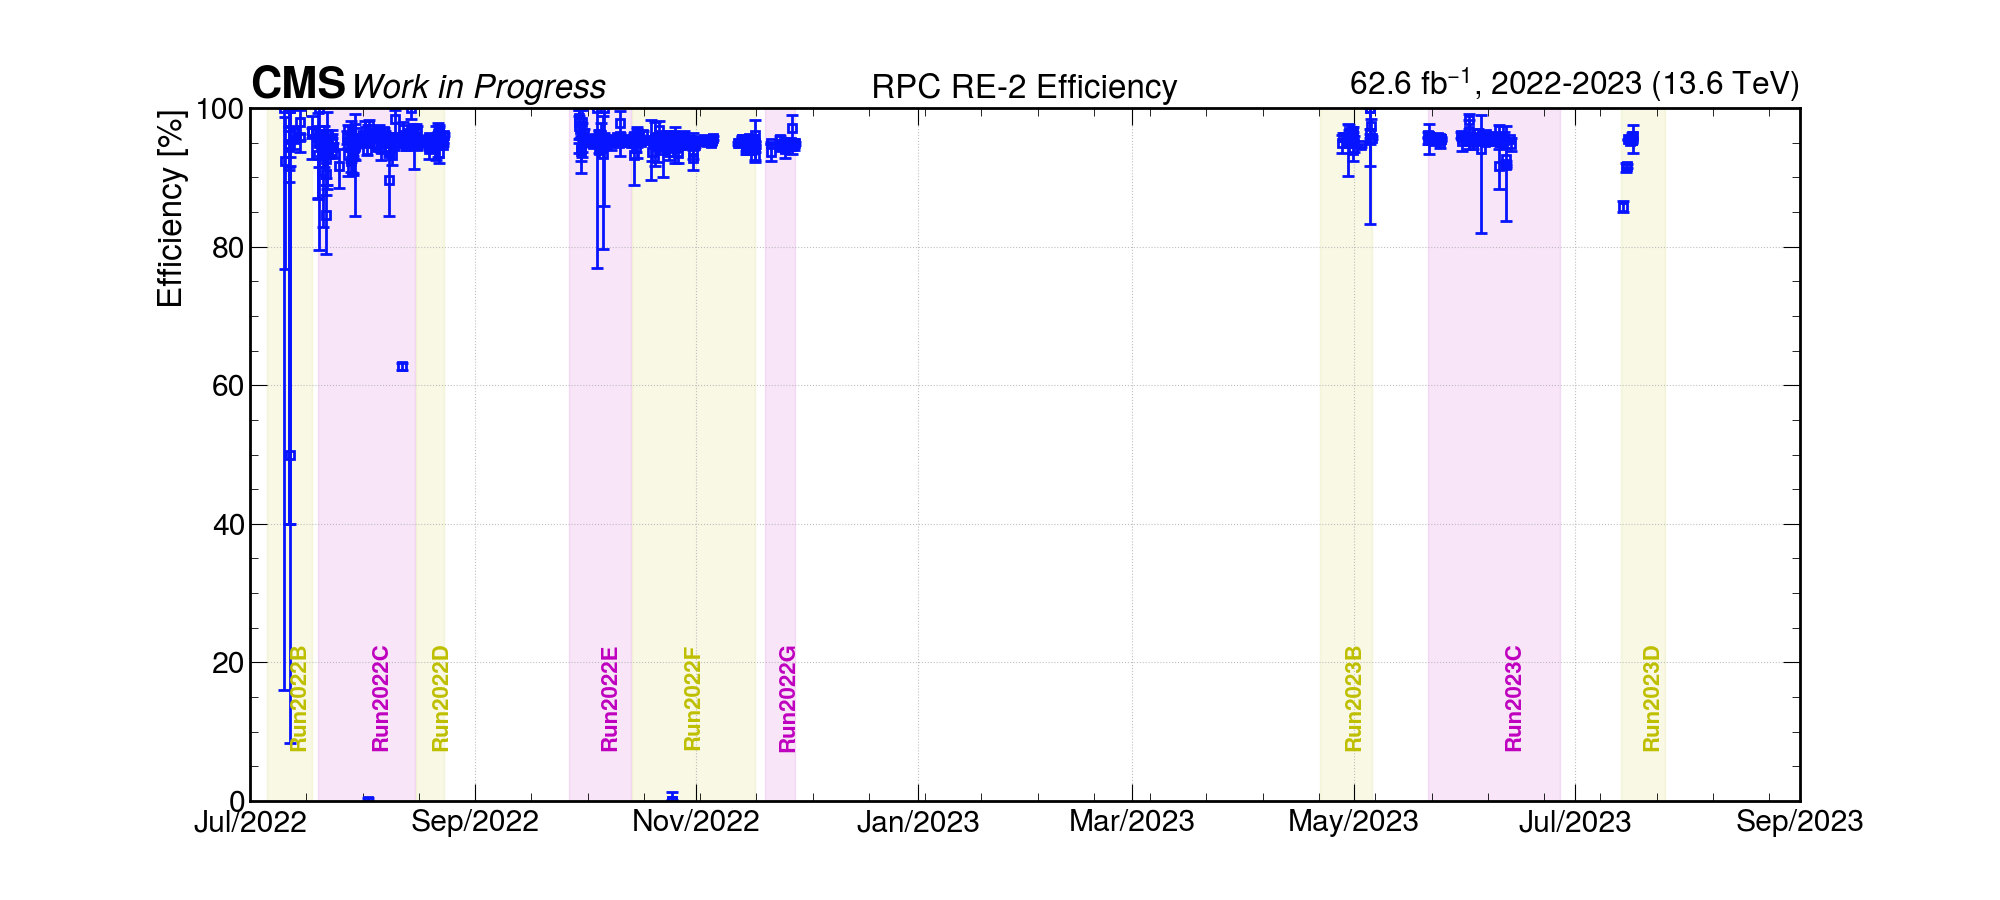 CMS Work in Progress RPC RE-2 Efficiency 62.6 fb⁻¹, 2022-2023 (13.6 TeV)
Efficiency [%]
100
80
60
40
20
0
Run2022B Run2022C Run2022D Run2022E Run2022F Run2022G Run2023B Run2023C Run2023D
Jul/2022 Sep/2022 Nov/2022 Jan/2023 Mar/2023 May/2023 Jul/2023 Sep/2023